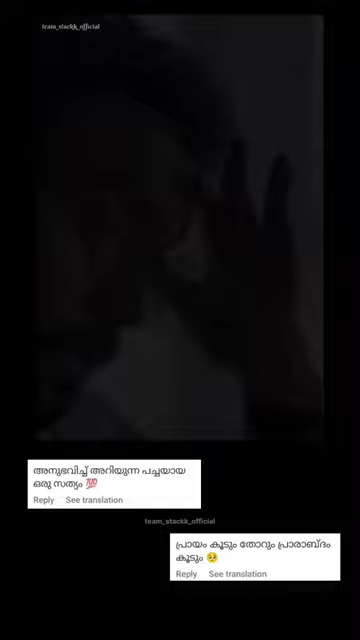 team_stackk_official
അനുഭവിച്ച് അറിയുന്ന പച്ചയായ
ഒരു സത്യം 💯
Reply See translation
team_stackk_official
പ്രായം കൂടും തോറും പ്രാരാബ്ദം
കൂടും 🥺
Reply See translation